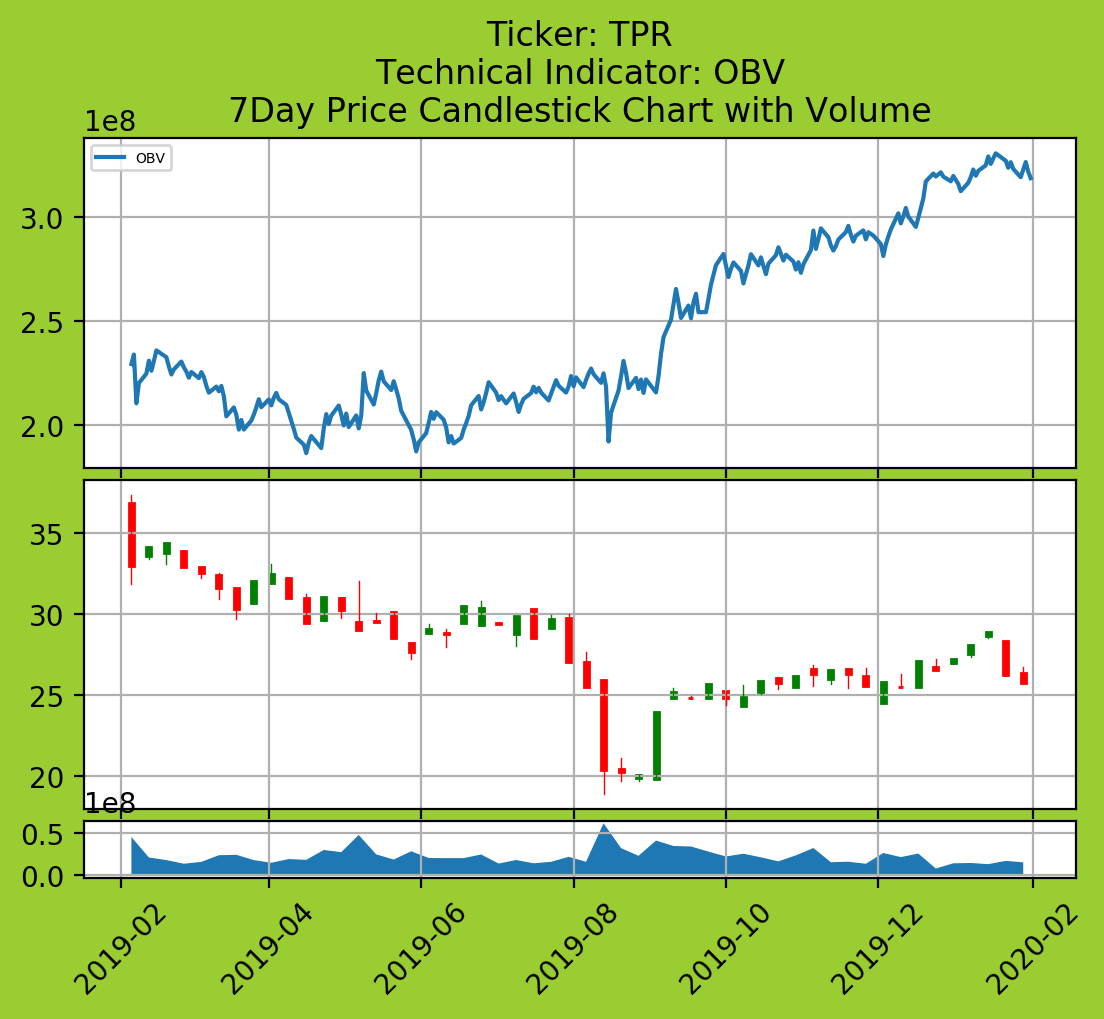 Ticker: TPR
Technical Indicator: OBV
7Day Price Candlestick Chart with Volume
1e8
OBV
3.0
2.5
2.0
35
30
25
20
1e8
0.5
0.0
2019-02
2019-04
2019-06
2019-08
2019-10
2019-12
2020-02